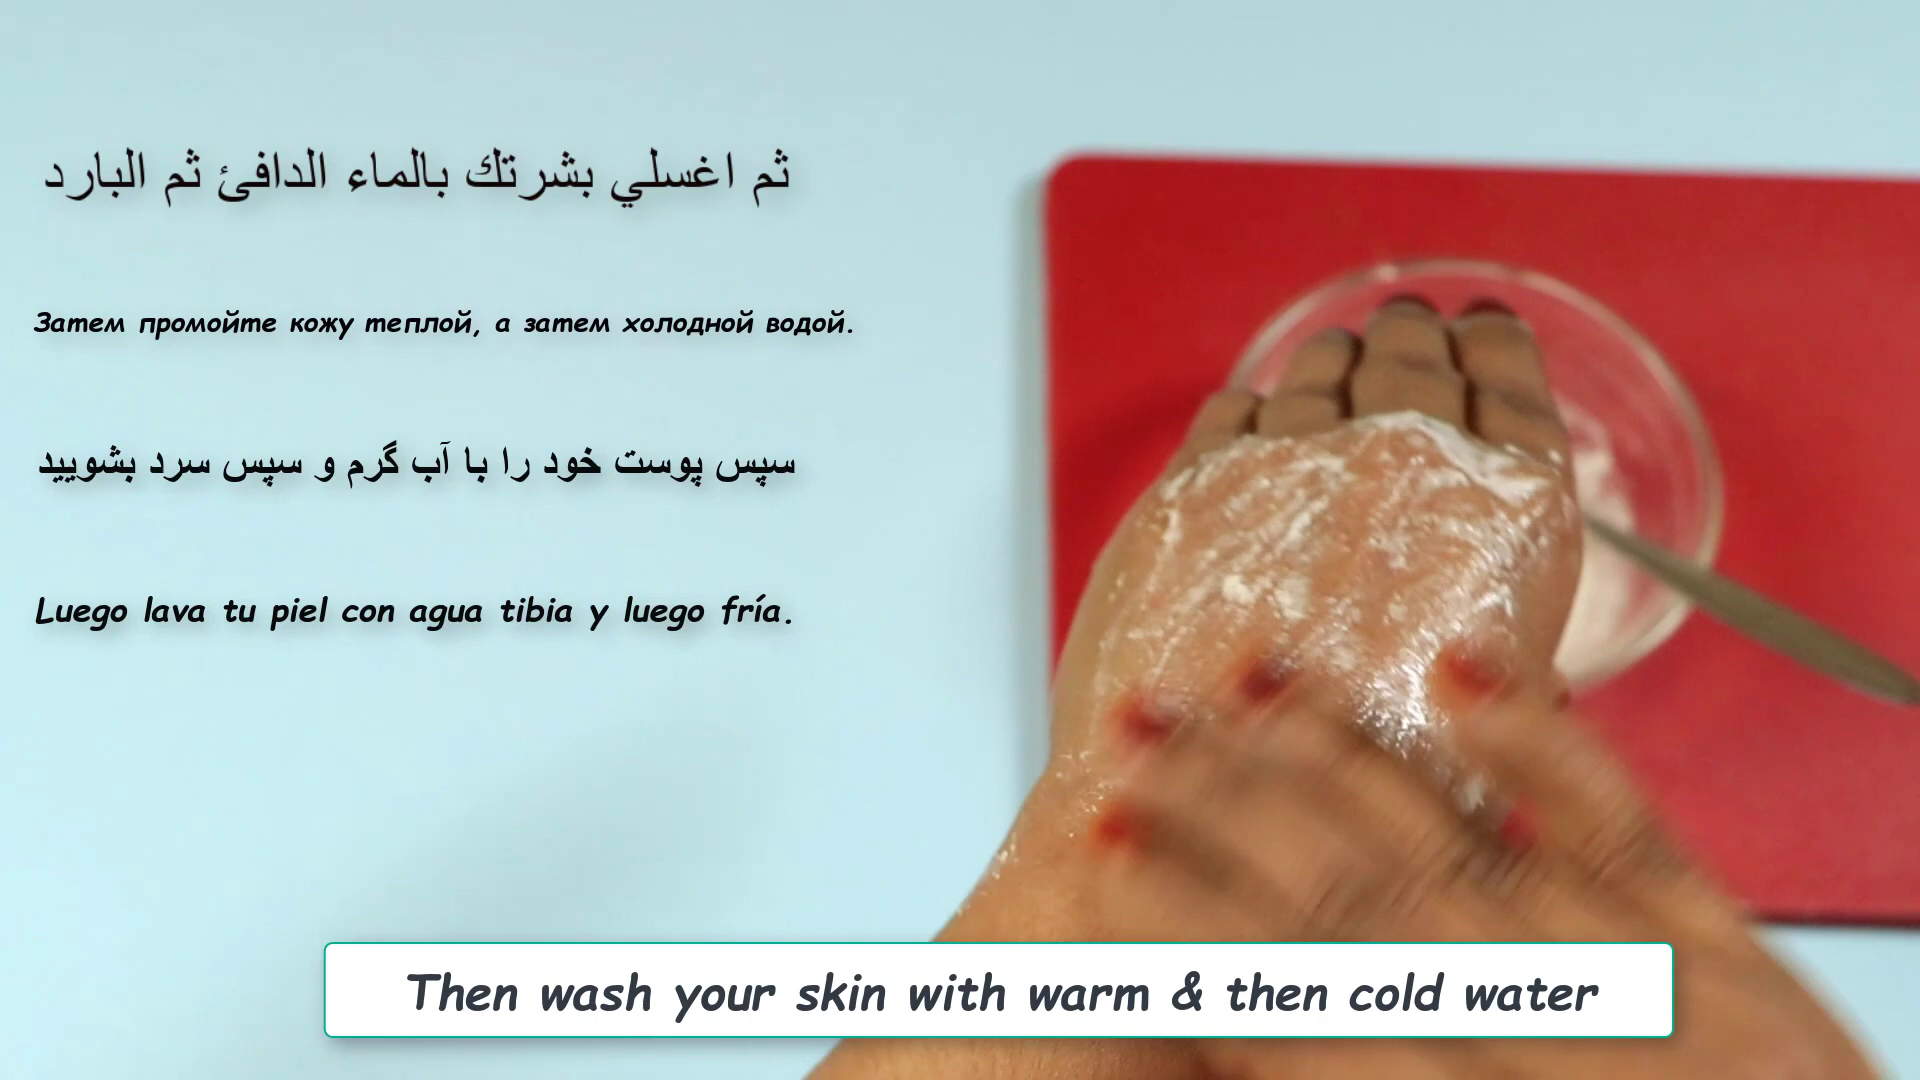 ثم اغسلي بشرتك بالماء الدافئ ثم البارد
Затем промойте кожу теплой, а затем холодной водой.
سپس پوست خود را با آب گرم و سپس سرد بشویید
Luego lava tu piel con agua tibia y luego fría.
Then wash your skin with warm & then cold water